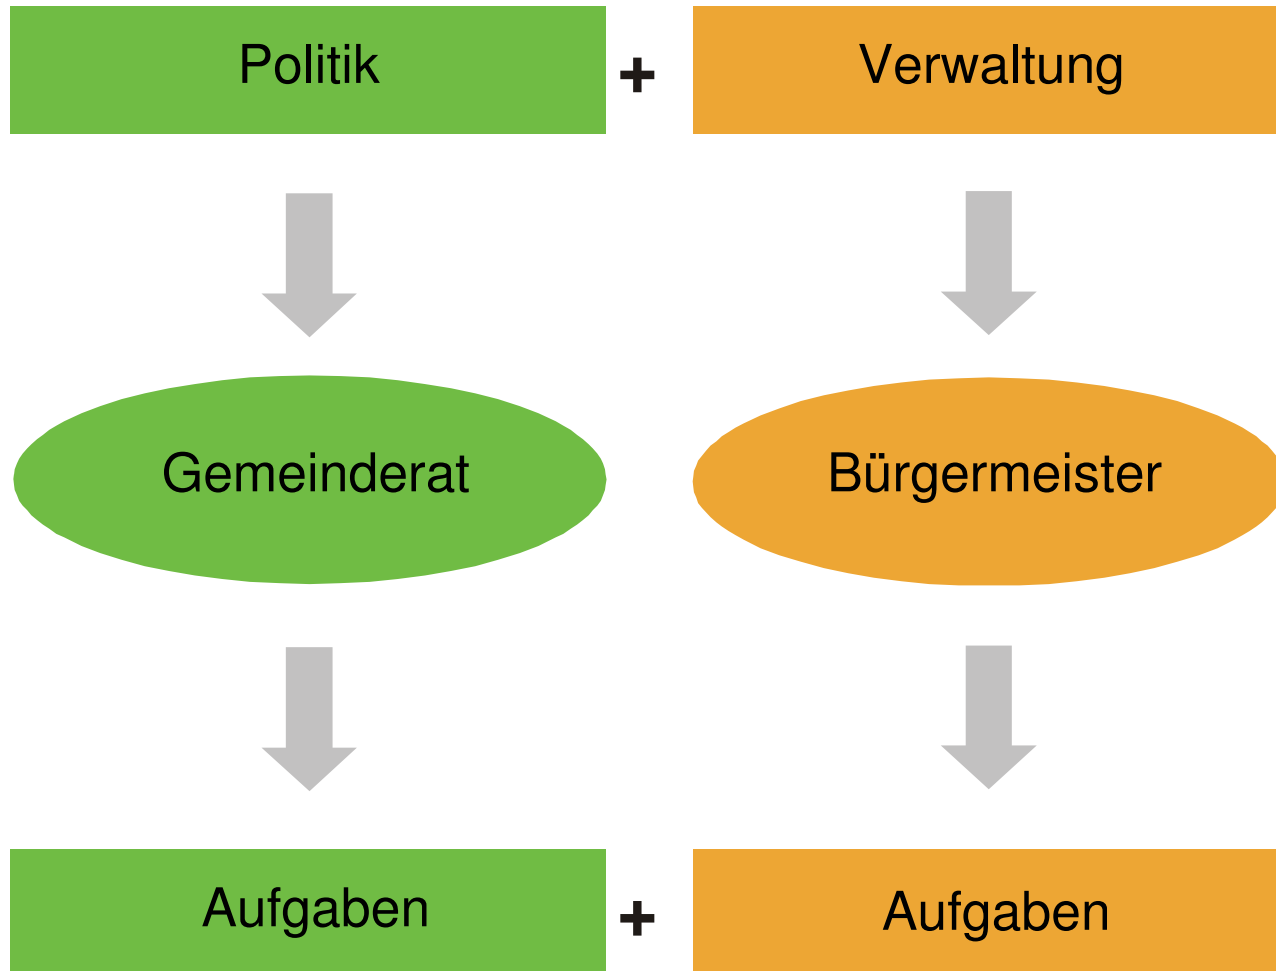 Politik + Verwaltung
Gemeinderat Bürgermeister
Aufgaben + Aufgaben